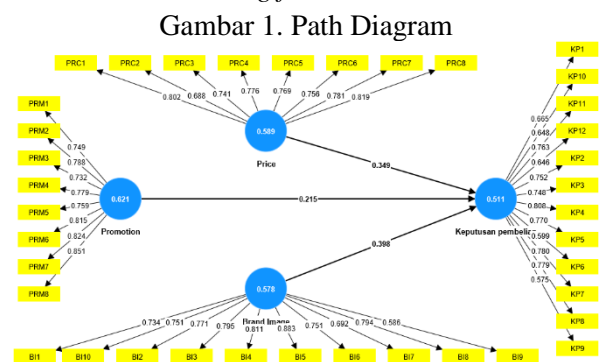 Gambar 1. Path Diagram
PRC1 PRC2 PRC3 PRC4 PRC5 PRC6 PRC7 PRC8
0.802 0.688 0.741 0.776 0.769 0.756 0.781 0.819
0.589
Price
PRM1
PRM2
PRM3
PRM4
PRM5
PRM6
PRM7
PRM8
0.749
0.788
0.732
0.779
0.759
0.815
0.824
0.851
0.621
Promotion
0.349
0.215
0.398
0.511
Keputusan pembelian
KP1
KP10
KP11
KP12
KP2
KP3
KP4
KP5
KP6
KP7
KP8
KP9
0.665
0.648
0.763
0.646
0.752
0.748
0.808
0.770
0.599
0.780
0.779
0.575
0.578
Brand Image
0.734 0.751 0.771 0.795 0.811 0.883 0.751 0.692 0.794 0.586
BI1 BI10 BI2 BI3 BI4 BI5 BI6 BI7 BI8 BI9